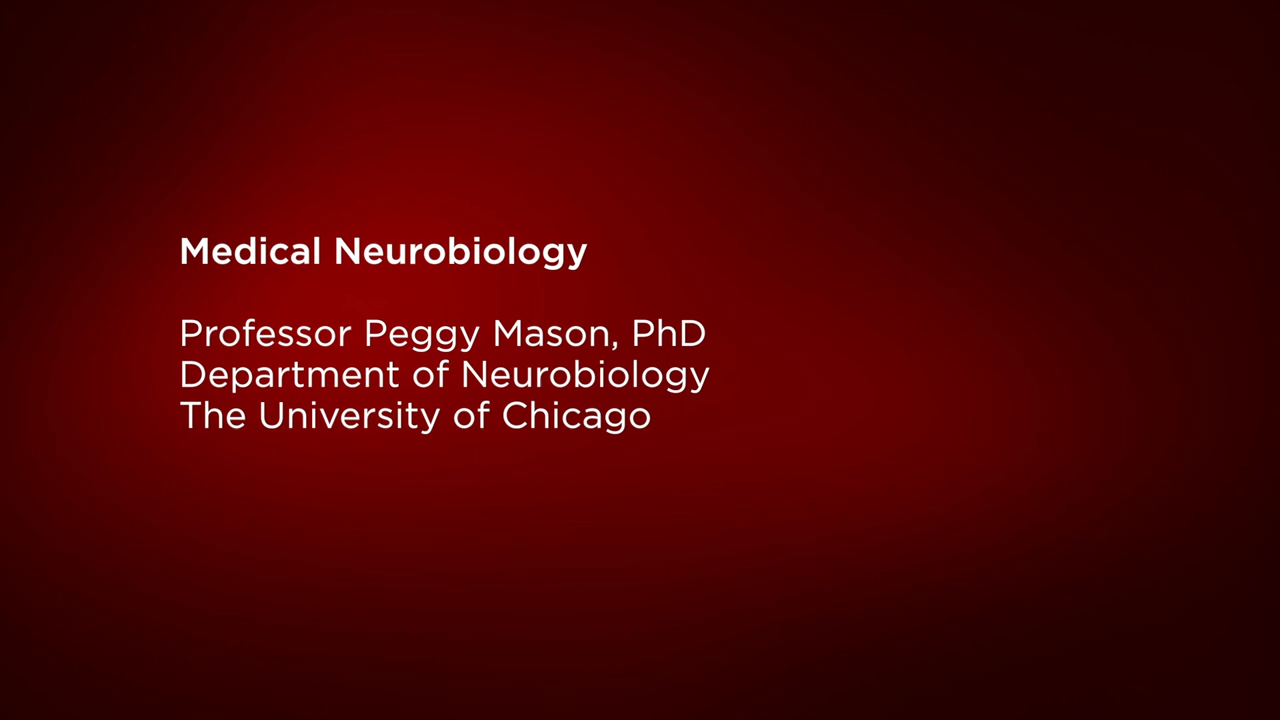 Medical Neurobiology
Professor Peggy Mason, PhD
Department of Neurobiology
The University of Chicago